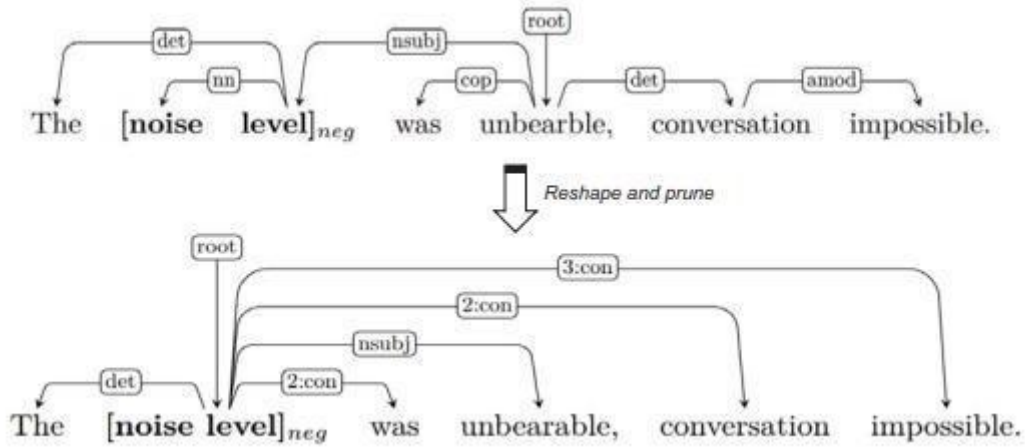 root
det nsubj
nn cop det amod
The [noise level]neg was unbearble, conversation impossible.
Reshape and prune
root
3:con
2:con
nsubj
det 2:con
The [noise level]neg was unbearable, conversation impossible.